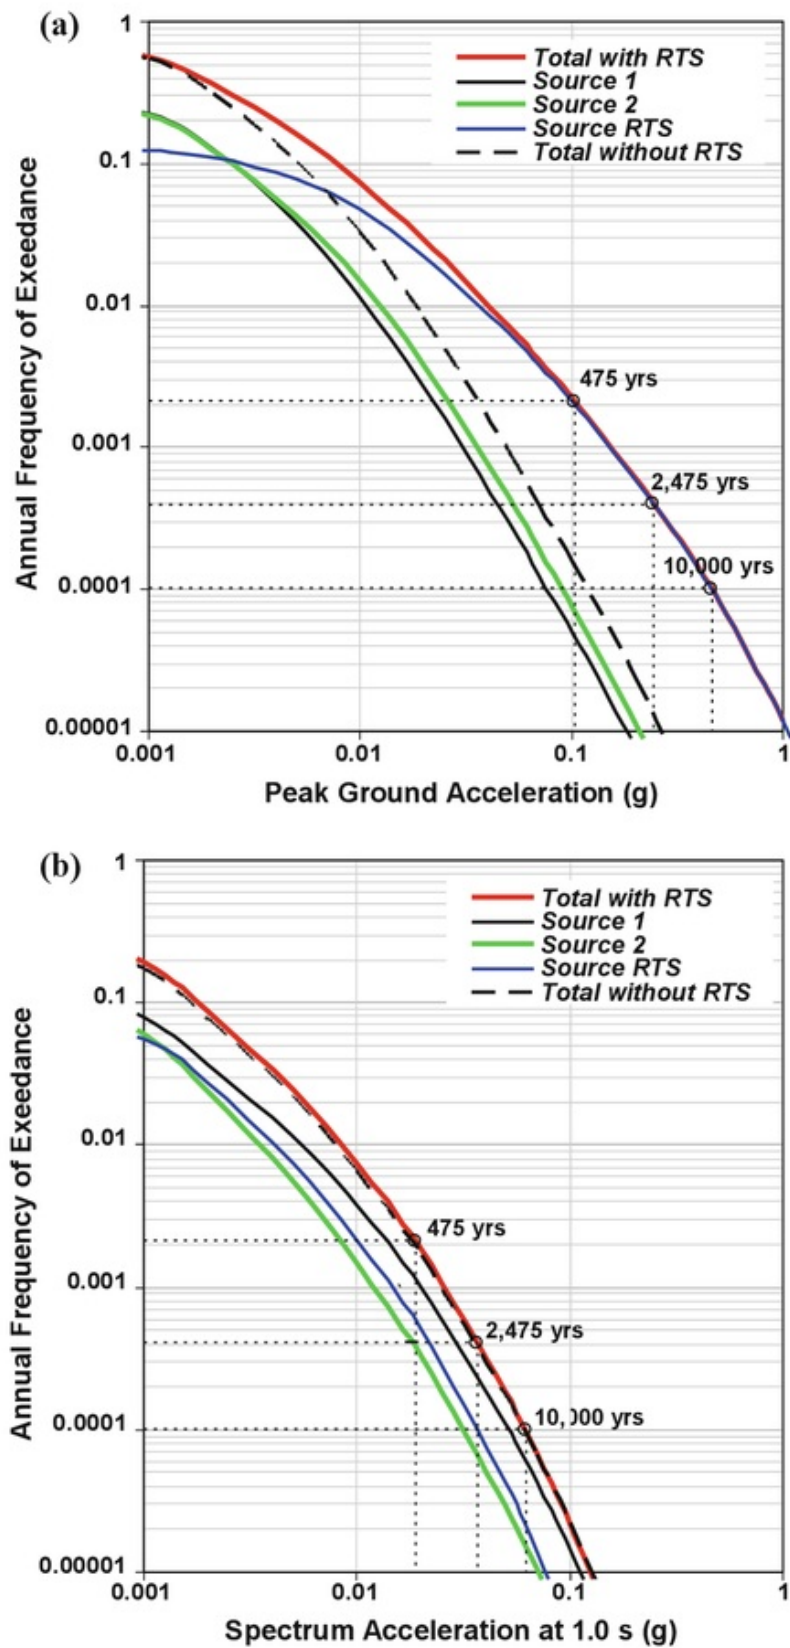 (a)
1
0.1
0.01
0.001
0.0001
0.00001
Annual Frequency of Exeedance
Total with RTS
Source 1
Source 2
Source RTS
Total without RTS
475 yrs
2,475 yrs
10,000 yrs
0.001 0.01 0.1 1
Peak Ground Acceleration (g)
(b)
1
0.1
0.01
0.001
0.0001
0.00001
Annual Frequency of Exeedance
Total with RTS
Source 1
Source 2
Source RTS
Total without RTS
475 yrs
2,475 yrs
10,000 yrs
0.001 0.01 0.1 1
Spectrum Acceleration at 1.0 s (g)